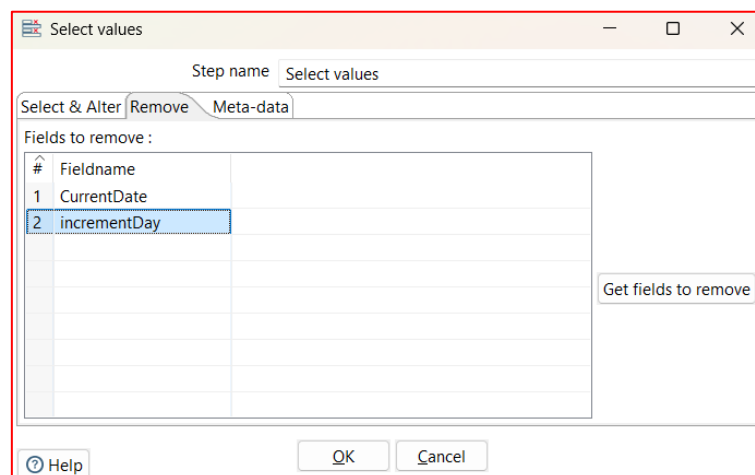 Select values
Step name Select values
Select & Alter Remove Meta-data
Fields to remove :
# Fieldname
1 CurrentDate
2 incrementDay
Get fields to remove
Help OK Cancel